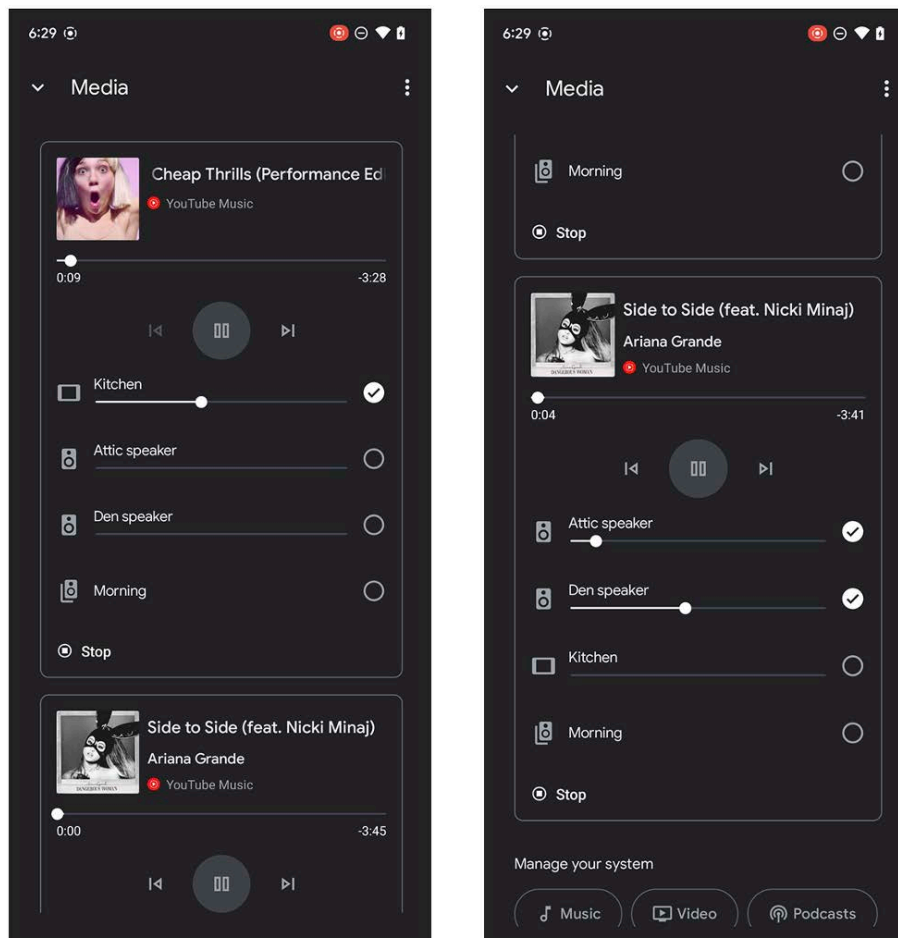 6:29
Media
Cheap Thrills (Performance Ed
YouTube Music
0:09
-3:28
Kitchen
Attic speaker
Den speaker
Morning
Stop
Side to Side (feat. Nicki Minaj)
Ariana Grande
YouTube Music
0:00
-3:45
6:29
Media
Morning
Stop
Side to Side (feat. Nicki Minaj)
Ariana Grande
YouTube Music
0:04
-3:41
Attic speaker
Den speaker
Kitchen
Morning
Stop
Manage your system
Music
Video
Podcasts